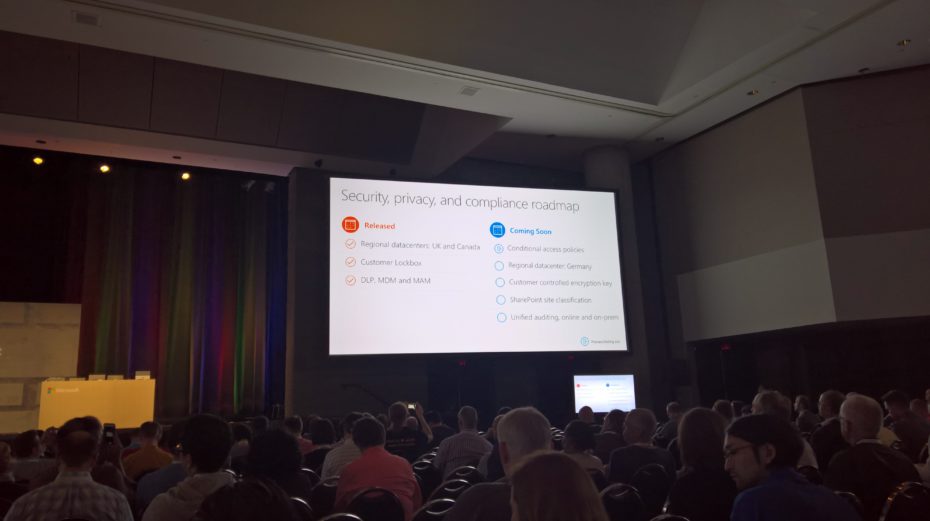 Security, privacy, and compliance roadmap
Released
Regional datacenters: UK and Canada
Customer Lockbox
DLP, MDM and MAM
Coming Soon
Conditional access policies
Regional datacenter: Germany
Customer controlled encryption key
SharePoint site classification
Unified auditing, online and on-prem